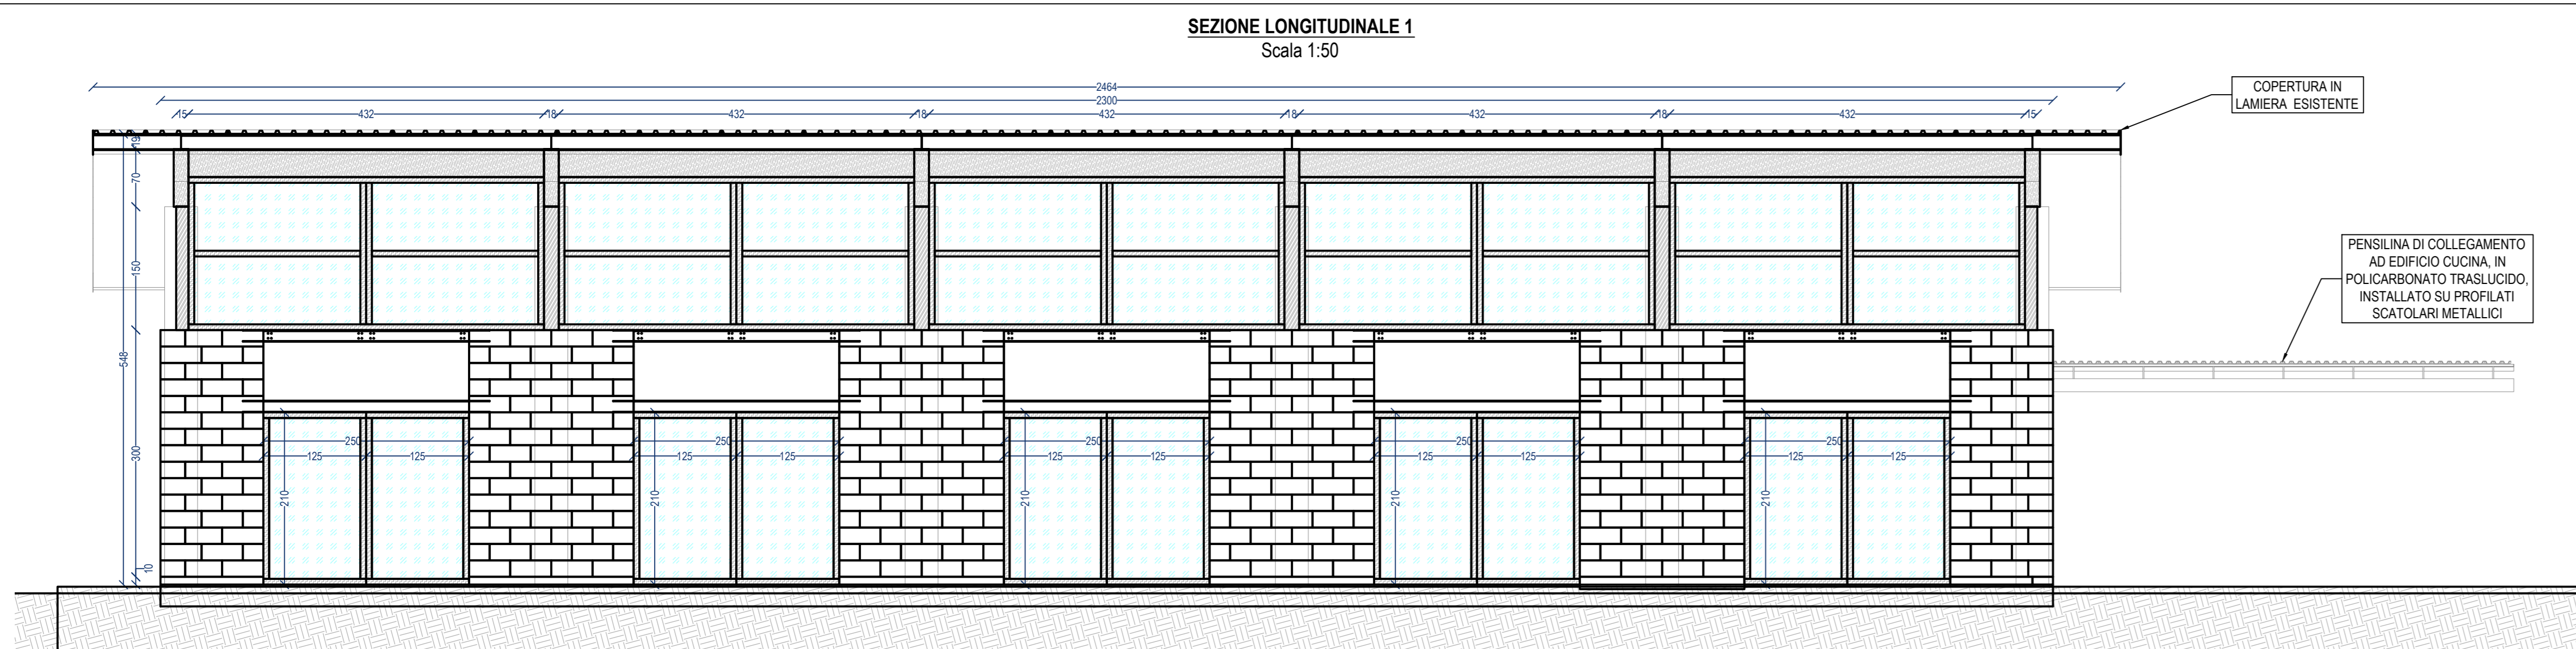 SEZIONE LONGITUDINALE 1
Scala 1:50
2464
2300
15 432 18 432 18 432 18 432 18 432 15
COPERTURA IN
LAMIERA ESISTENTE
PENSILINA DI COLLEGAMENTO
AD EDIFICIO CUCINA, IN
POLICARBONATO TRASLUCIDO,
INSTALLATO SU PROFILATI
SCATOLARI METALLICI
19
70
150
548
300
10
250 250 250 250 250
125 125 125 125 125 125 125 125 125 125
210 210 210 210 210